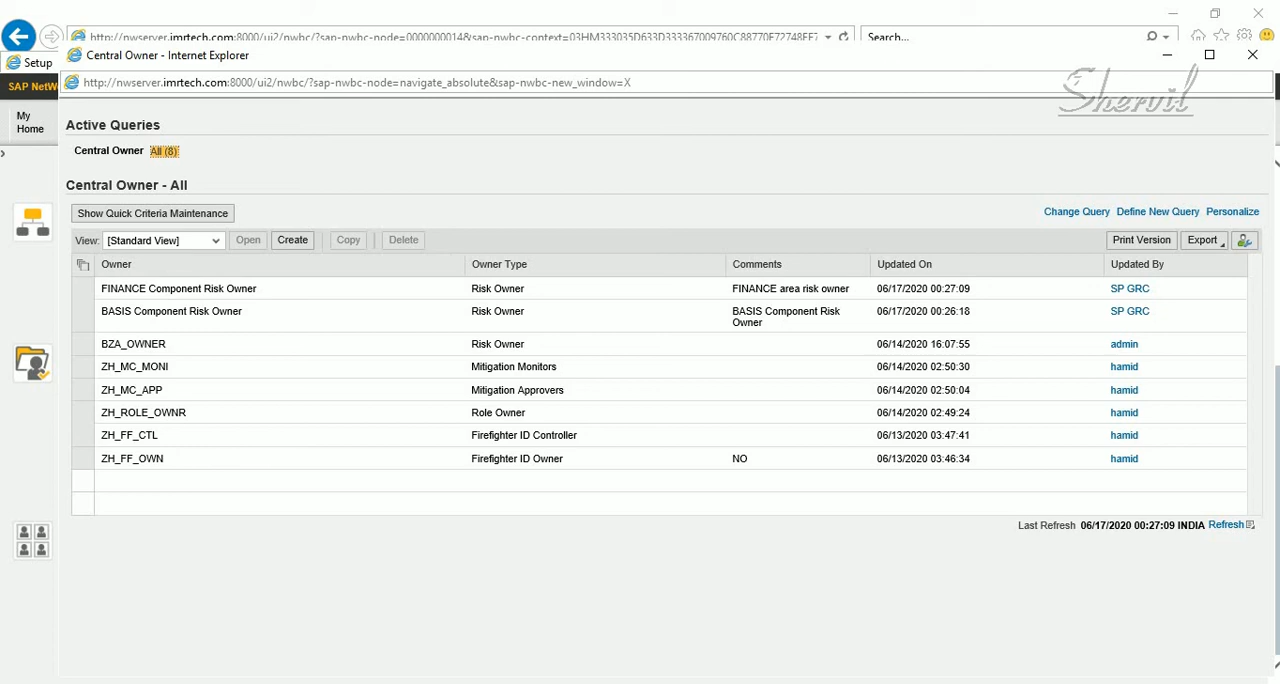 http://nwserver.imrtech.com:8000/ui2/nwbc/?sap-nwbc-node=0000000014&sap-nwbc-context=
Search...
Setup
Central Owner - Internet Explorer
http://nwserver.imrtech.com:8000/ui2/nwbc/?sap-nwbc-node=navigate_absolute&sap-nwbc-new_window=X
SAP NetW
Shervil
My
Home
Active Queries
Central Owner All (8)
Central Owner - All
Show Quick Criteria Maintenance Change Query Define New Query Personalize
View: [Standard View] Open Create Copy Delete Print Version Export
Owner Owner Type Comments Updated On Updated By
FINANCE Component Risk Owner Risk Owner FINANCE area risk owner 06/17/2020 00:27:09 SP GRC
BASIS Component Risk Owner Risk Owner BASIS Component Risk 06/17/2020 00:26:18 SP GRC
Owner
BZA_OWNER Risk Owner 06/14/2020 16:07:55 admin
ZH_MC_MONI Mitigation Monitors 06/14/2020 02:50:30 hamid
ZH_MC_APP Mitigation Approvers 06/14/2020 02:50:04 hamid
ZH_ROLE_OWNR Role Owner 06/14/2020 02:49:24 hamid
ZH_FF_CTL Firefighter ID Controller 06/13/2020 03:47:41 hamid
ZH_FF_OWN Firefighter ID Owner NO 06/13/2020 03:46:34 hamid
Last Refresh 06/17/2020 00:27:09 INDIA Refresh